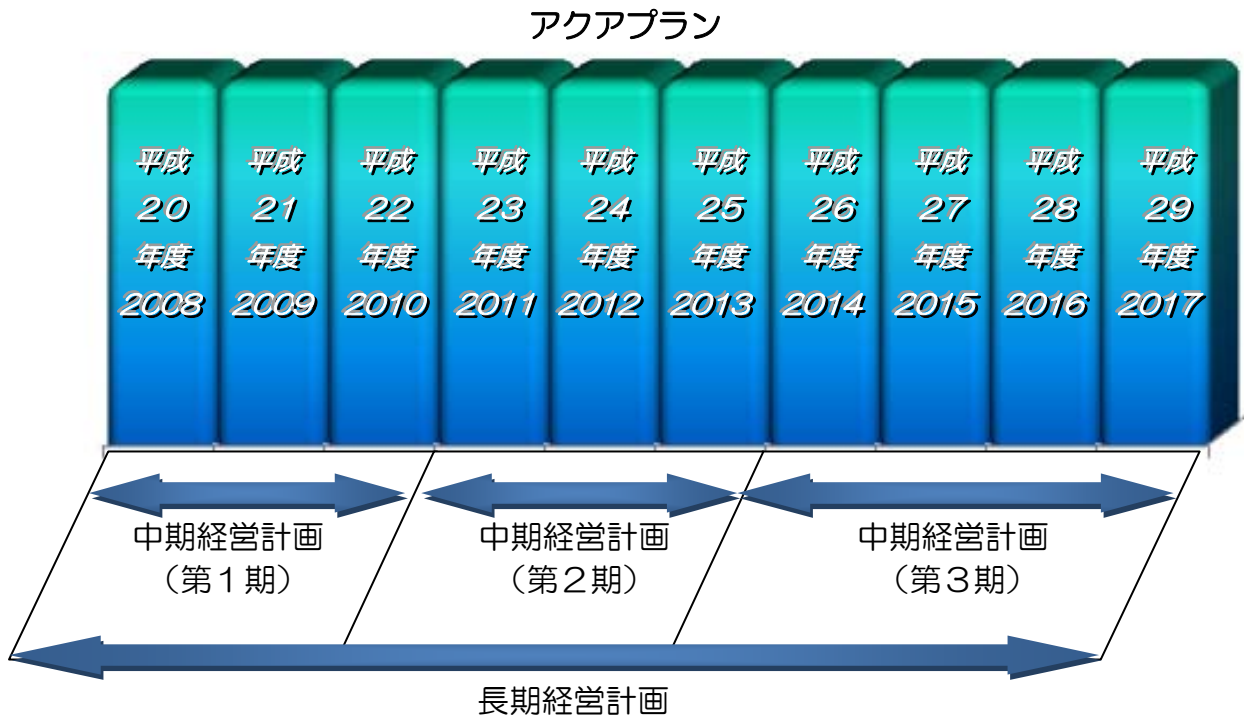 アクアプラン
平成
20
年度
2008
平成
21
年度
2009
平成
22
年度
2010
平成
23
年度
2011
平成
24
年度
2012
平成
25
年度
2013
平成
26
年度
2014
平成
27
年度
2015
平成
28
年度
2016
平成
29
年度
2017
中期経営計画
（第１期）
中期経営計画
（第２期）
中期経営計画
（第３期）
長期経営計画